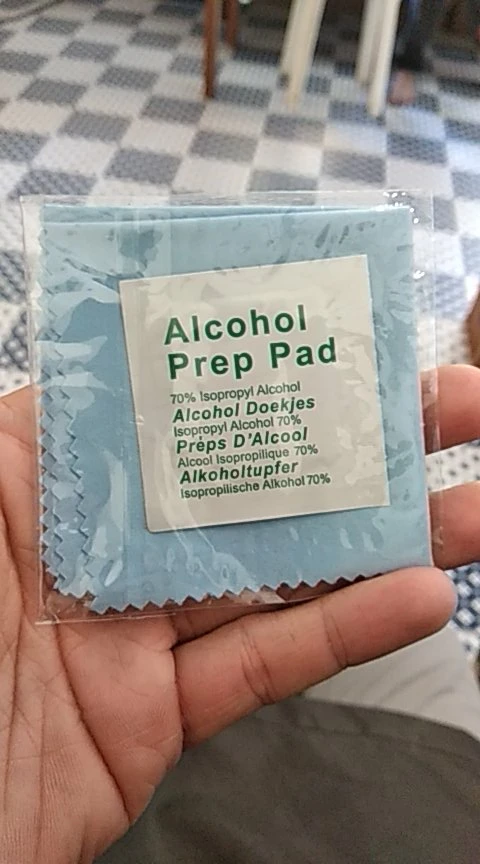 Alcohol
Prep Pad
70% Isopropyl Alcohol
Alcohol Doekjes
Isopropyl Alcohol 70%
Prèps D'Alcool
Alcool Isopropilique 70%
Alkoholtupfer
Isopropilische Alkohol 70%